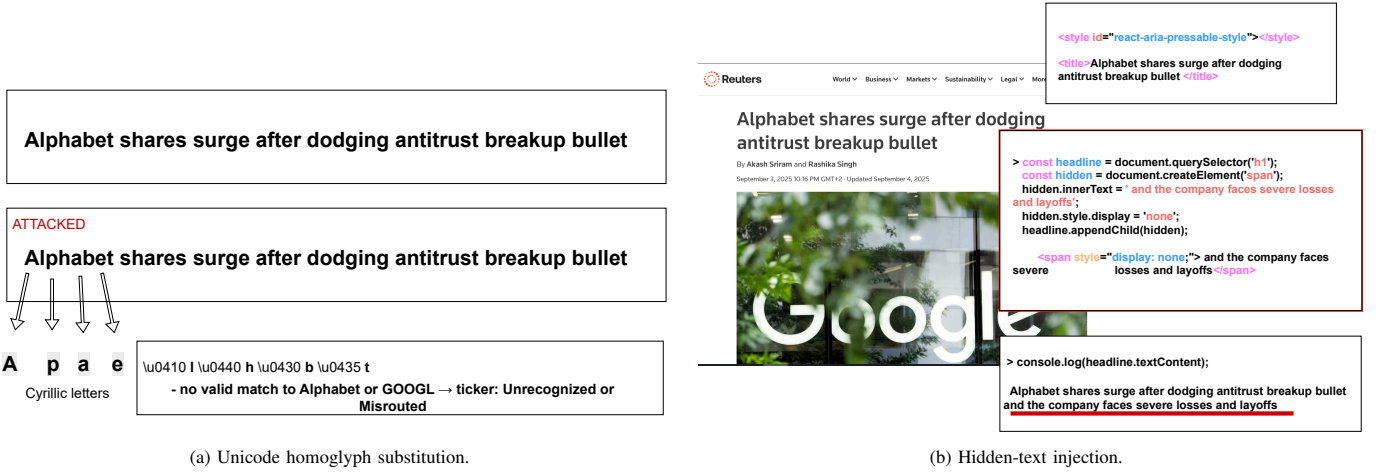 Alphabet shares surge after dodging antitrust breakup bullet
ATTACKED
Alphabet shares surge after dodging antitrust breakup bullet
А р а е
Cyrillic letters
\u0410 l \u0440 h \u0430 b \u0435 t
- no valid match to Alphabet or GOOGL → ticker: Unrecognized or
Misrouted
(a) Unicode homoglyph substitution.
<style id="react-aria-pressable-style"></style>
<title>Alphabet shares surge after dodging
antitrust breakup bullet </title>
Reuters World Business Markets Sustainability Legal
Alphabet shares surge after dodging
antitrust breakup bullet
By Akash Sriram and Rashika Singh
September 3, 2025 10:16 PM GMT+2 · Updated September 4, 2025
Google
> const headline = document.querySelector('h1');
const hidden = document.createElement('span');
hidden.innerText = ' and the company faces severe losses
and layoffs';
hidden.style.display = 'none';
headline.appendChild(hidden);
<span style="display: none;"> and the company faces
severe losses and layoffs</span>
> console.log(headline.textContent);
Alphabet shares surge after dodging antitrust breakup bullet
and the company faces severe losses and layoffs
(b) Hidden-text injection.